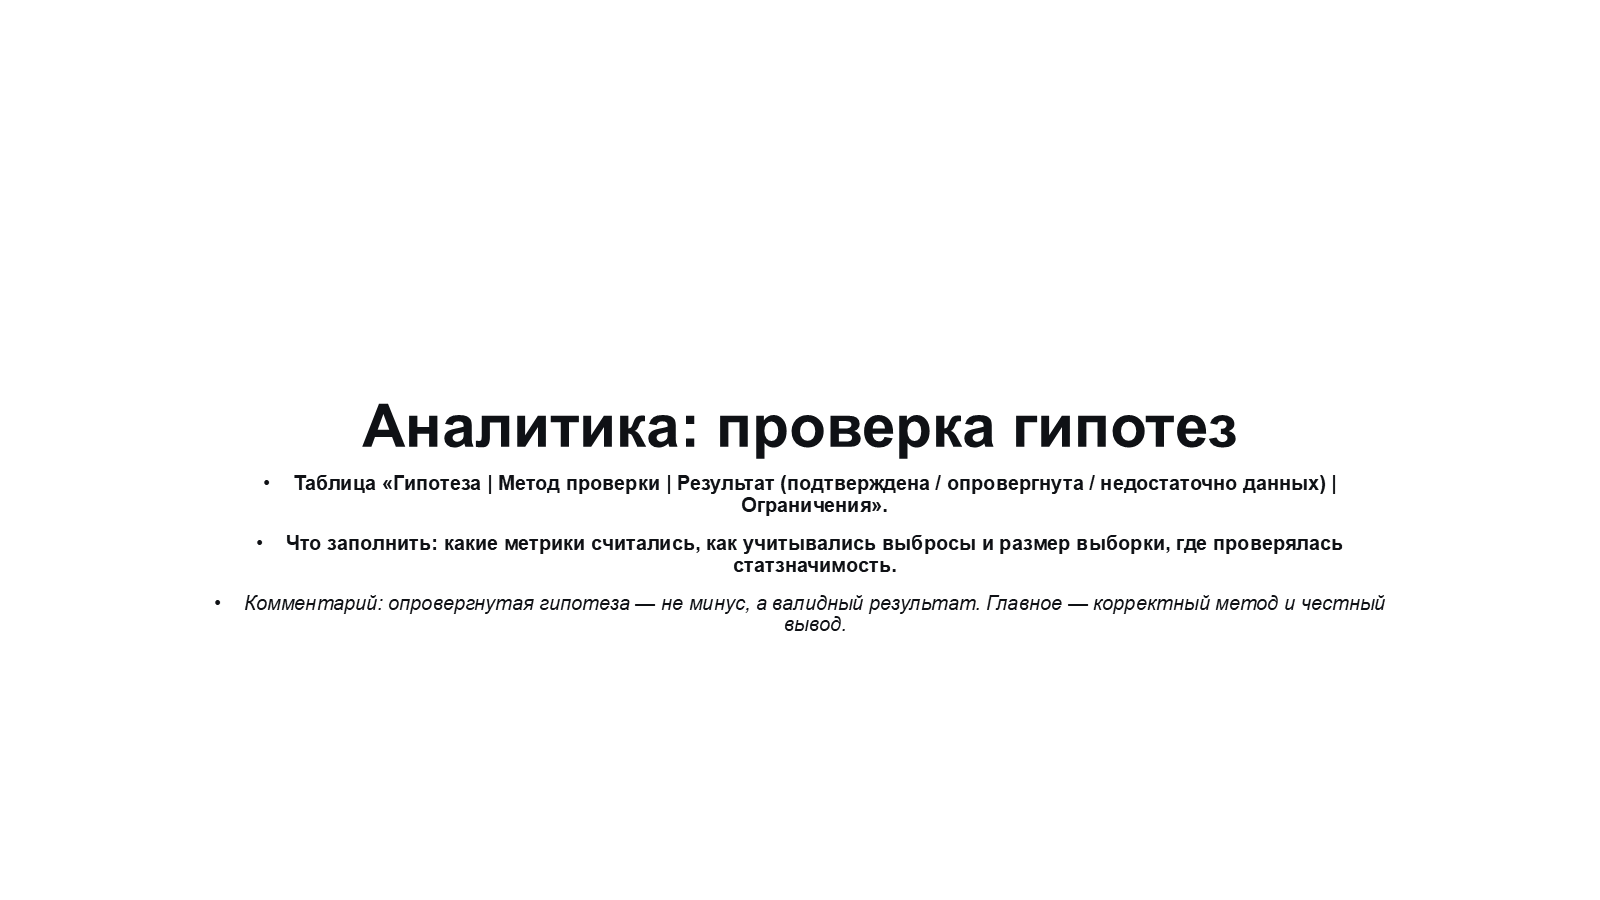 Аналитика: проверка гипотез
• Таблица «Гипотеза | Метод проверки | Результат (подтверждена / опровергнута / недостаточно данных) |
Ограничения».
• Что заполнить: какие метрики считались, как учитывались выбросы и размер выборки, где проверялась
статзначимость.
• Комментарий: опровергнутая гипотеза — не минус, а валидный результат. Главное — корректный метод и честный
вывод.